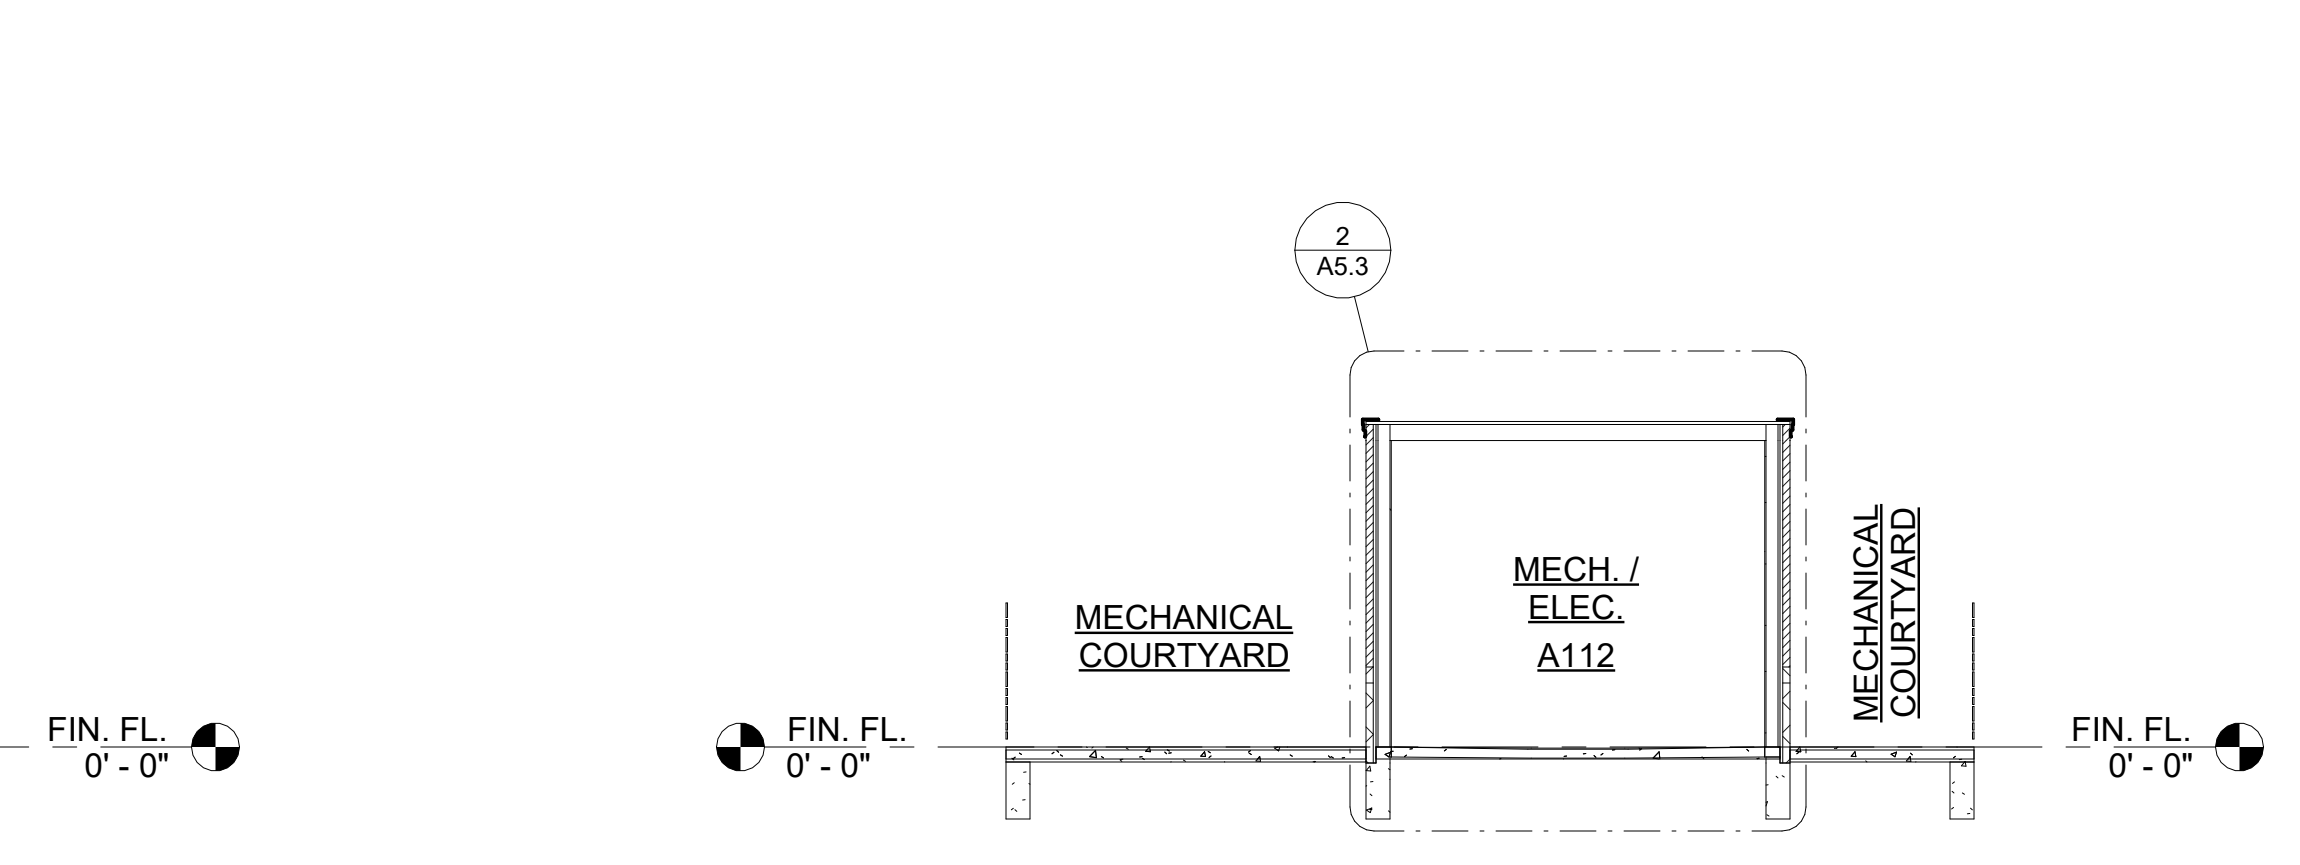 2
A5.3
MECH. /
ELEC.
A112
MECHANICAL
COURTYARD
MECHANICAL
COURTYARD
FIN. FL.
0' - 0"
FIN. FL.
0' - 0"
FIN. FL.
0' - 0"